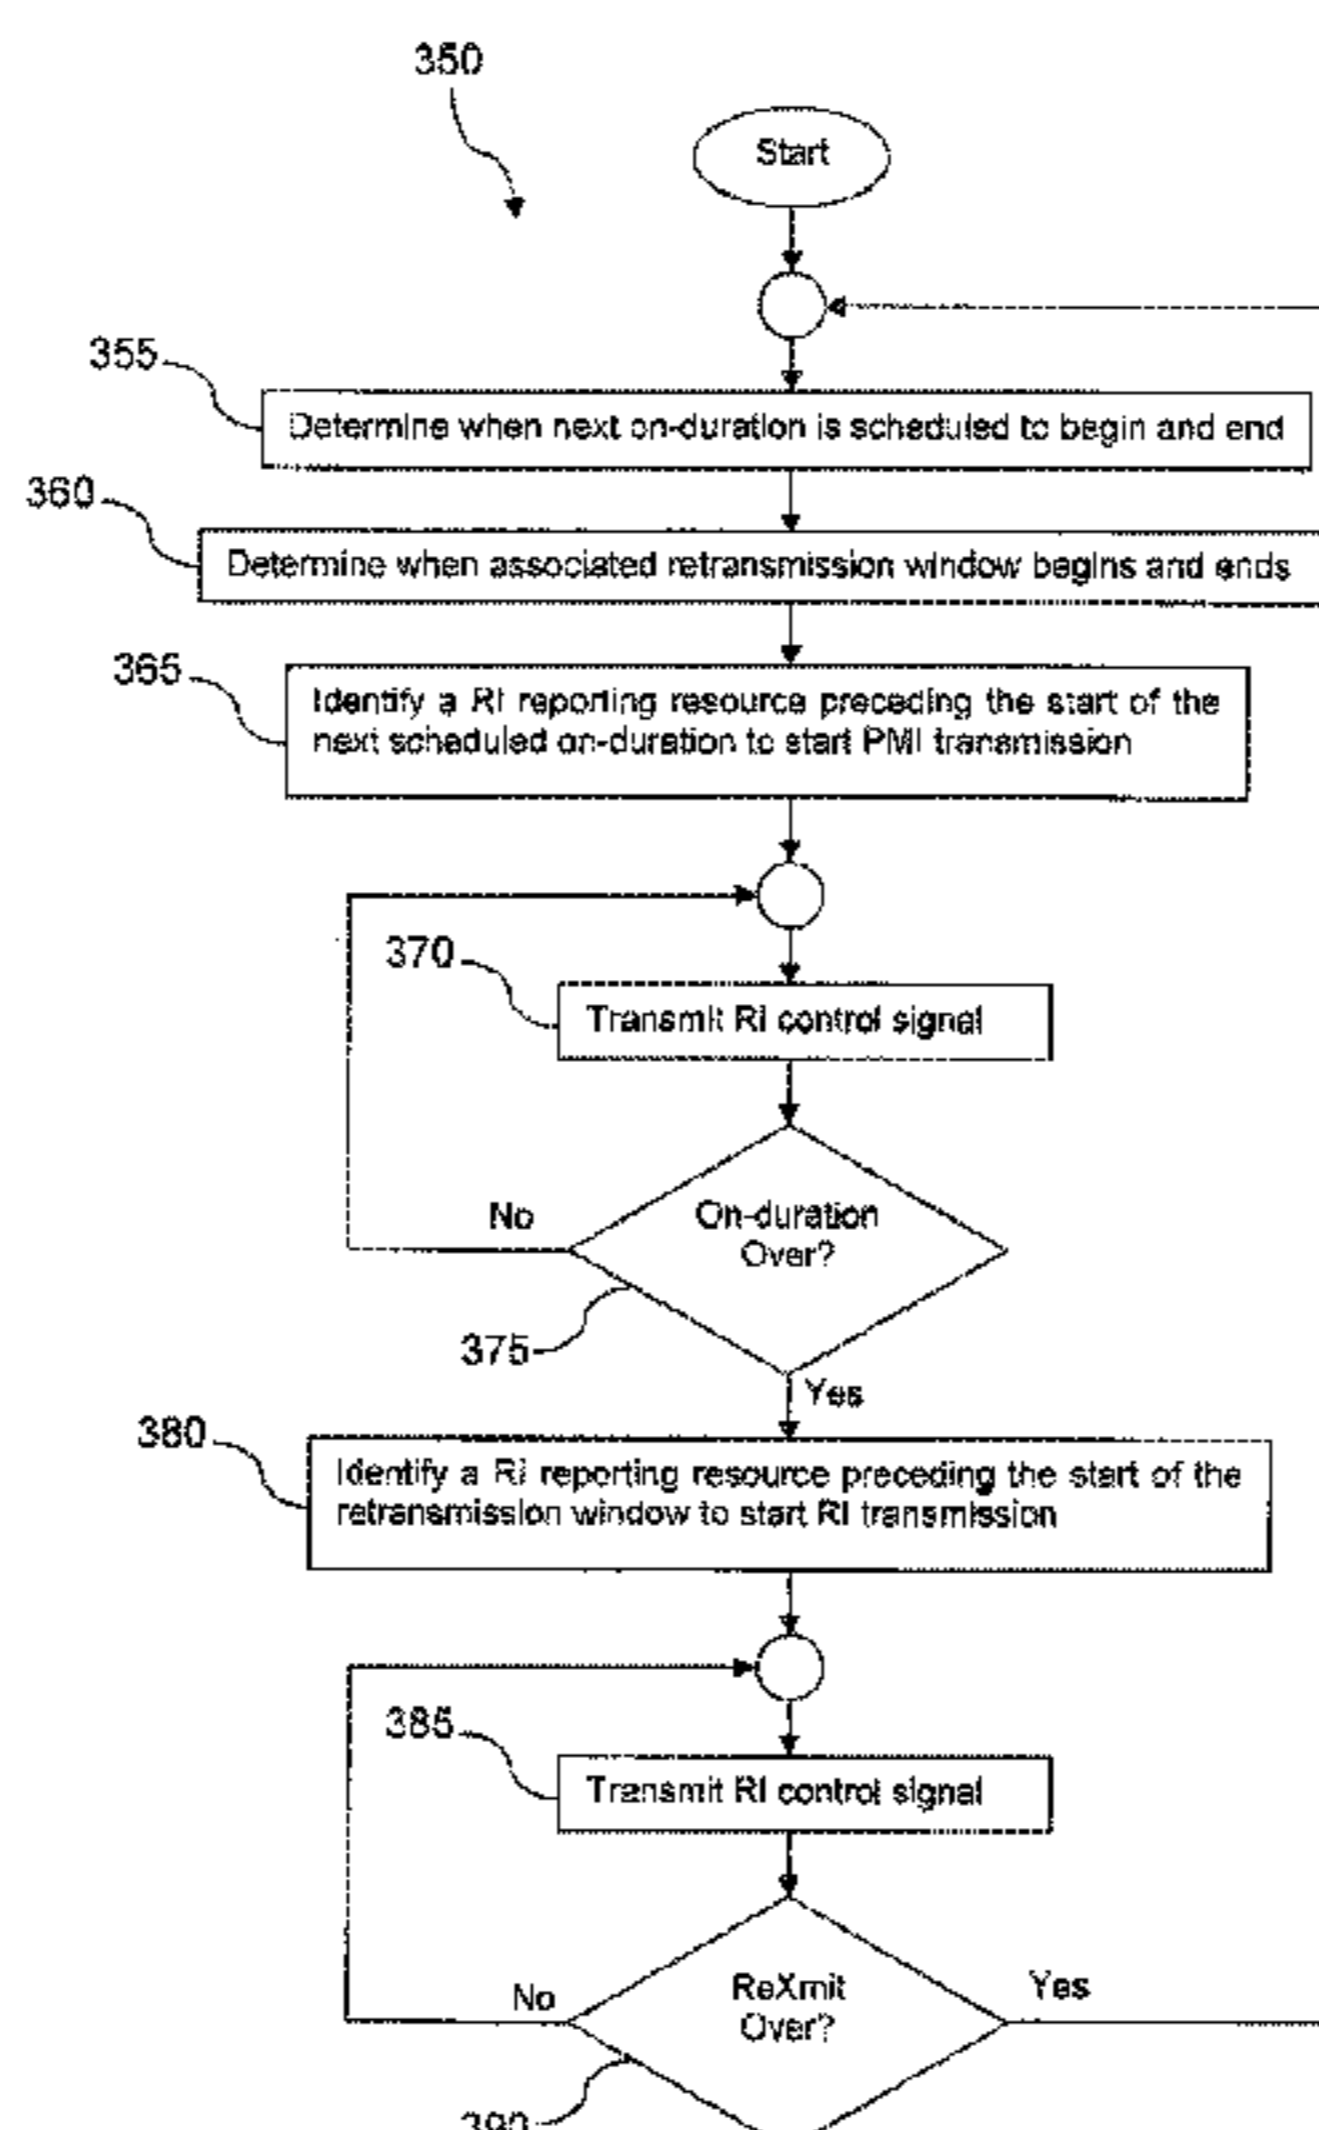 350
Start
355
Determine when next on-duration is scheduled to begin and end
360
Determine when associated retransmission window begins and ends
365
Identify a RI reporting resource preceding the start of the
next scheduled on-duration to start PMI transmission
370
Transmit RI control signal
On-duration
Over?
No
375
Yes
380
Identify a RI reporting resource preceding the start of the
retransmission window to start RI transmission
385
Transmit RI control signal
ReXmit
Over?
No
Yes
390